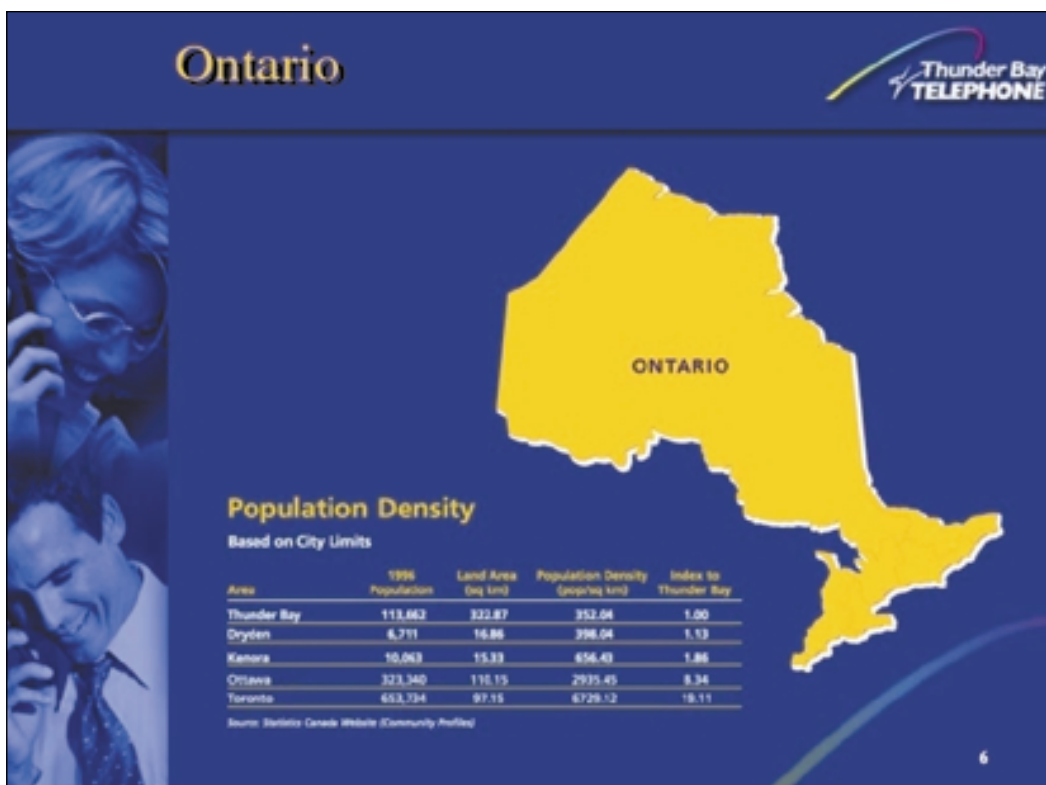 Ontario
Thunder Bay
TELEPHONE
ONTARIO
Population Density
Based on City Limits
Area 1996 Population Land Area (sq km) Population Density (pop/sq km) Index to Thunder Bay
Thunder Bay 113,662 322.87 352.04 1.00
Dryden 6,711 16.86 398.04 1.13
Kenora 10,063 15.33 656.43 1.86
Ottawa 323,340 110.15 2935.45 8.34
Toronto 653,734 97.15 6729.12 19.11
Source: Statistics Canada Website (Community Profiles)
6